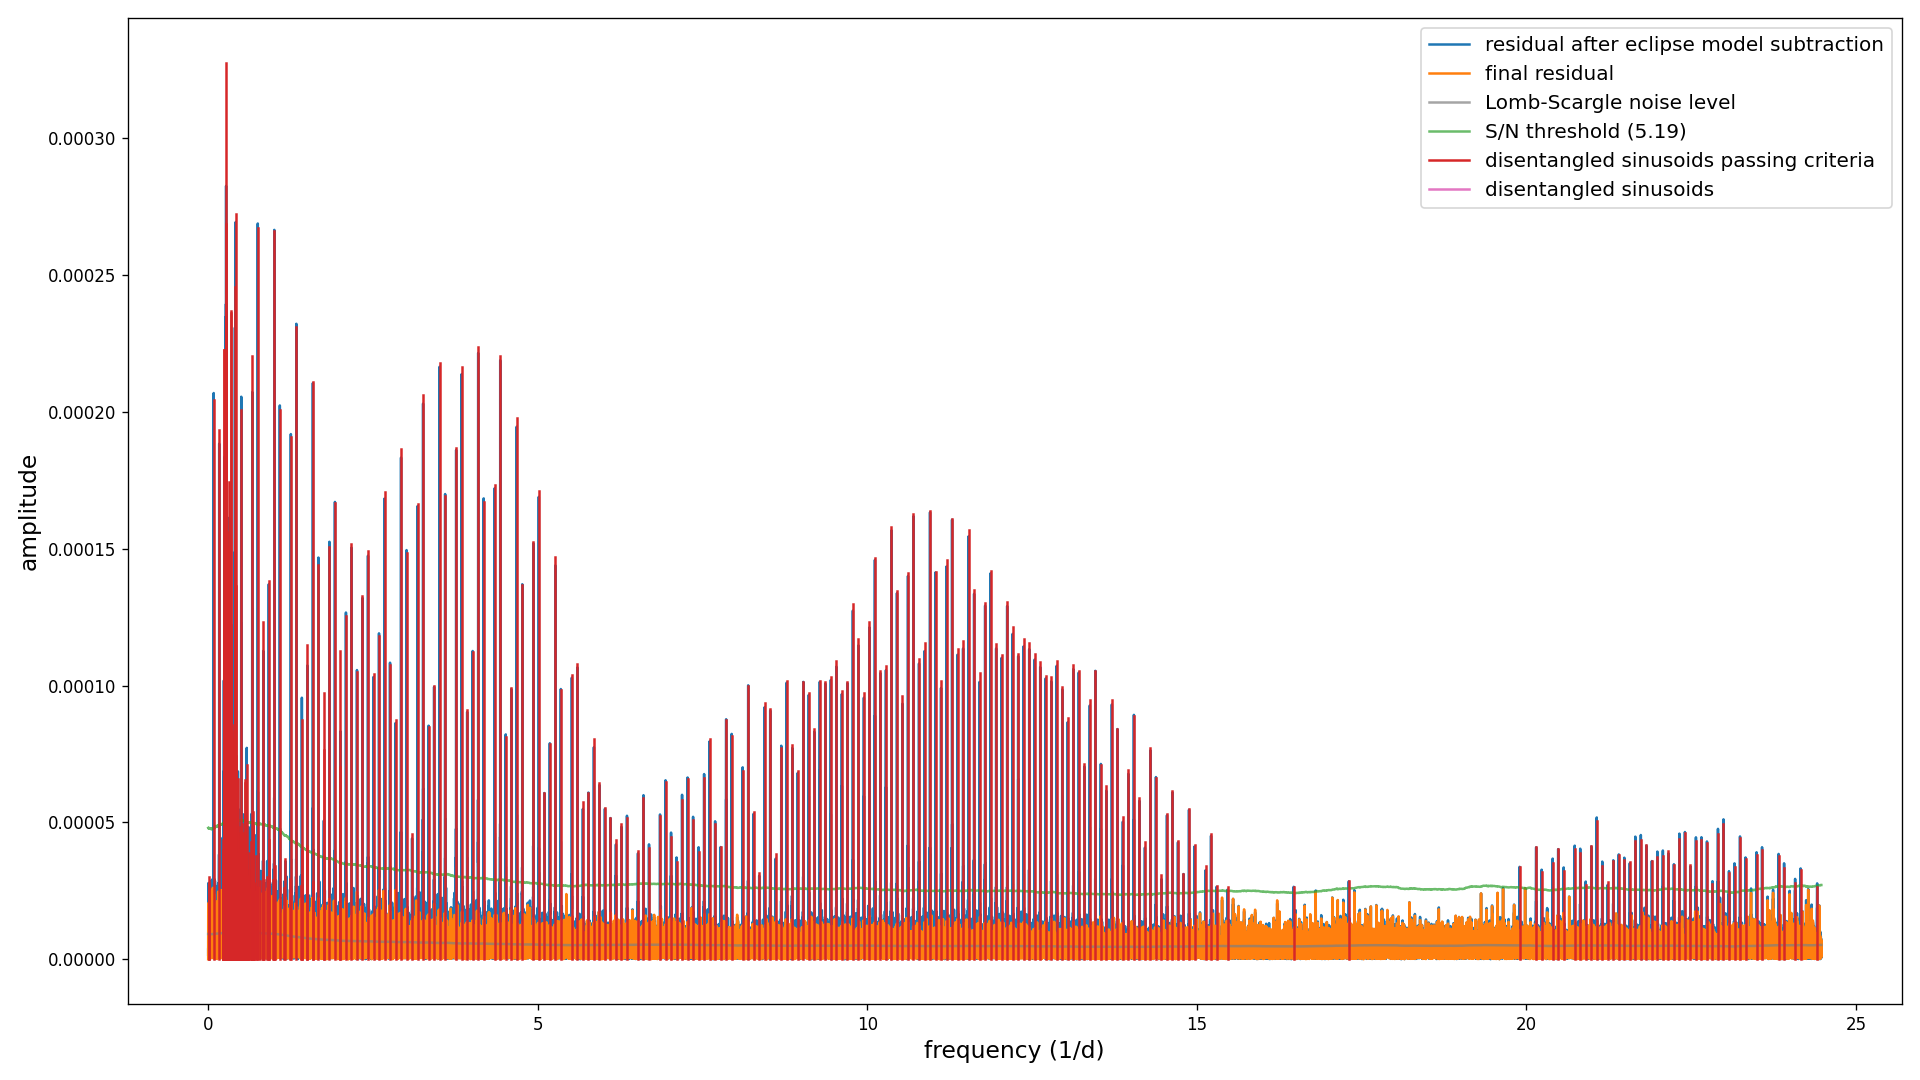 residual after eclipse model subtraction
final residual
Lomb-Scargle noise level
S/N threshold (5.19)
disentangled sinusoids passing criteria
disentangled sinusoids
0.00030
0.00025
0.00020
0.00015
0.00010
0.00005
0.00000
amplitude
0 5 10 15 20 25
frequency (1/d)